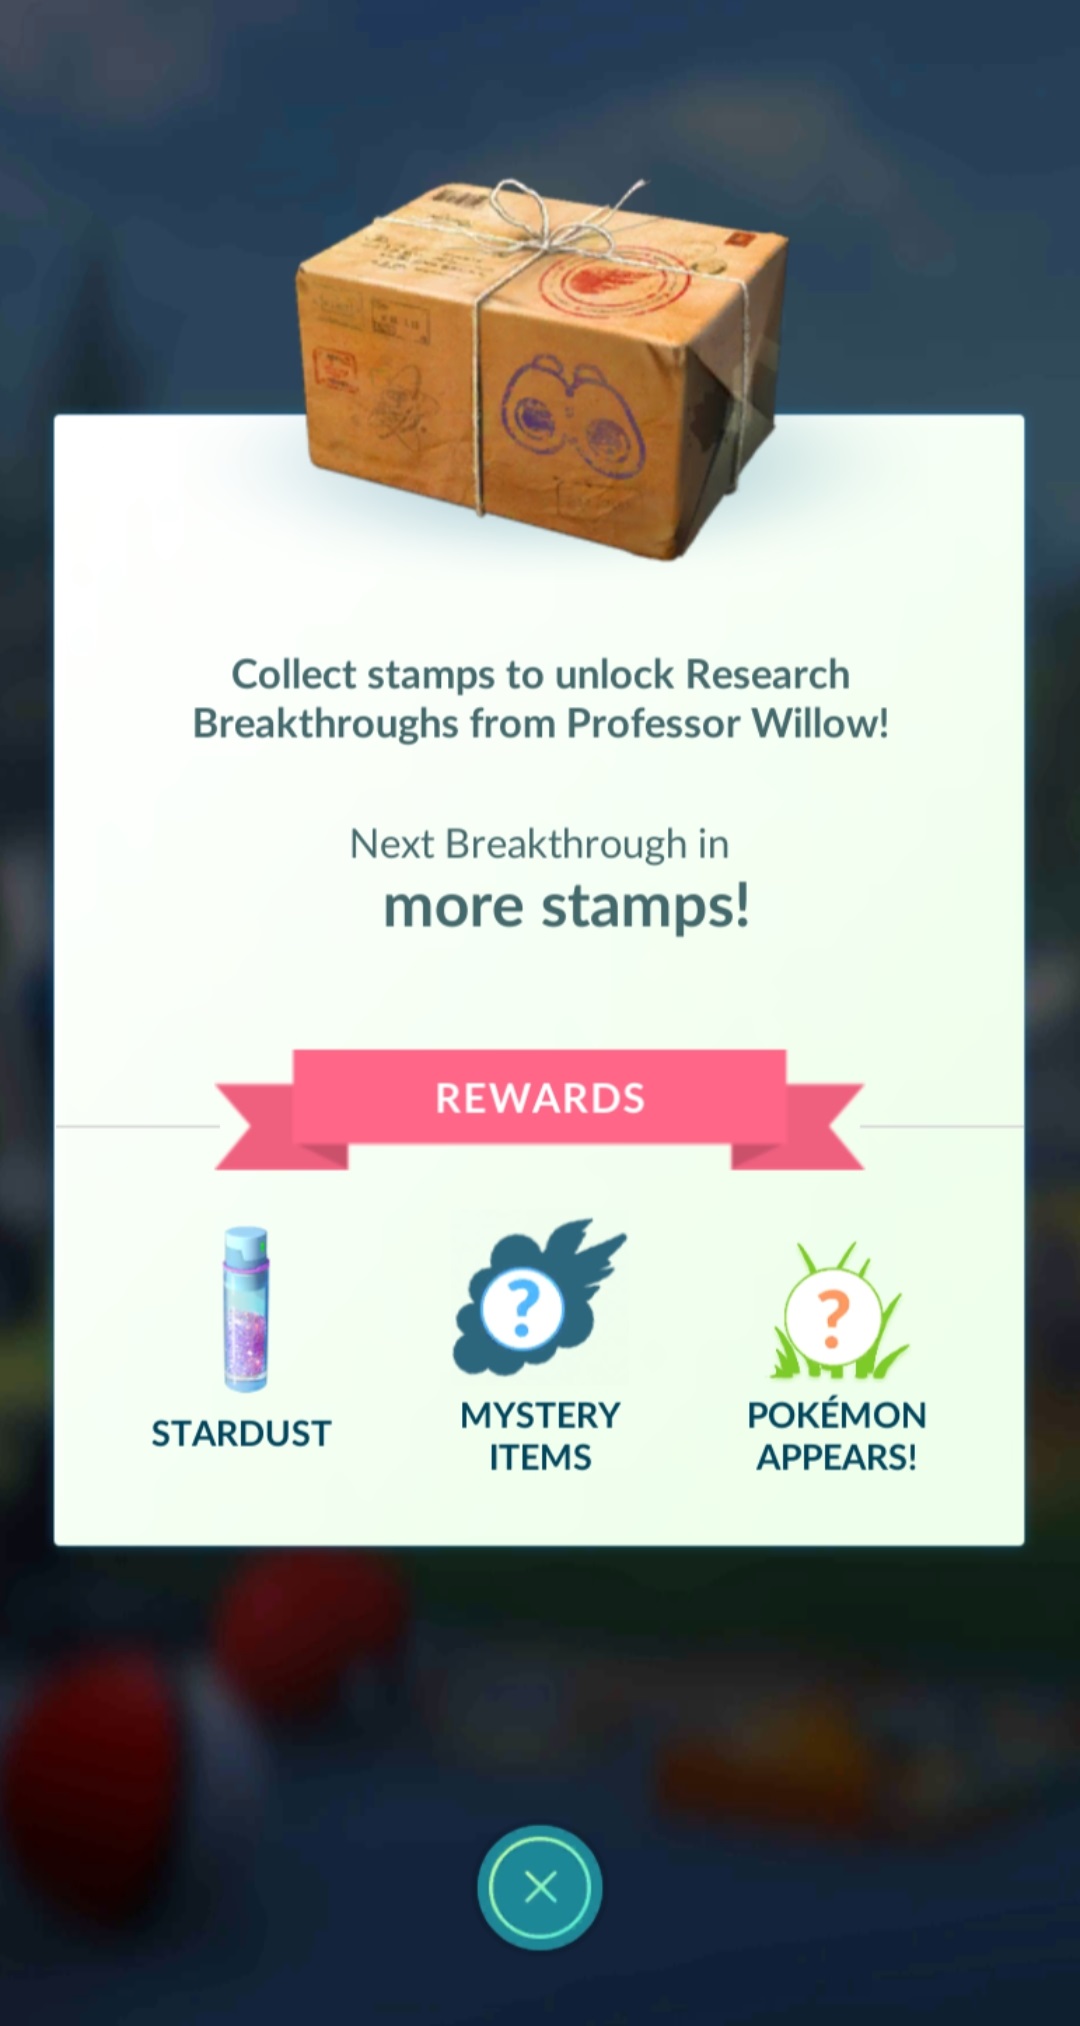 Collect stamps to unlock Research
Breakthroughs from Professor Willow!
Next Breakthrough in
more stamps!
REWARDS
?
?
STARDUST
MYSTERY
ITEMS
POKÉMON
APPEARS!